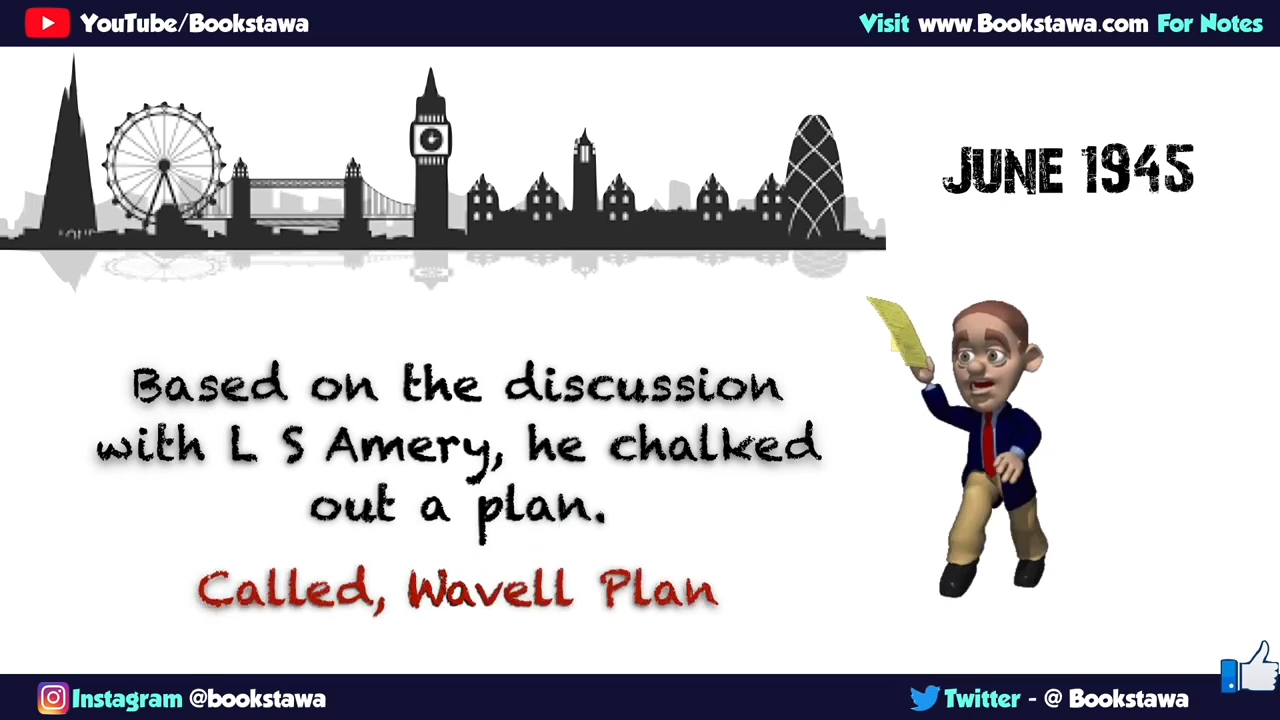 YouTube/Bookstawa
Visit www.Bookstawa.com For Notes
JUNE 1945
Based on the discussion
with L S Amery, he chalked
out a plan.
Called, Wavell Plan
Instagram @bookstawa
Twitter - @ Bookstawa